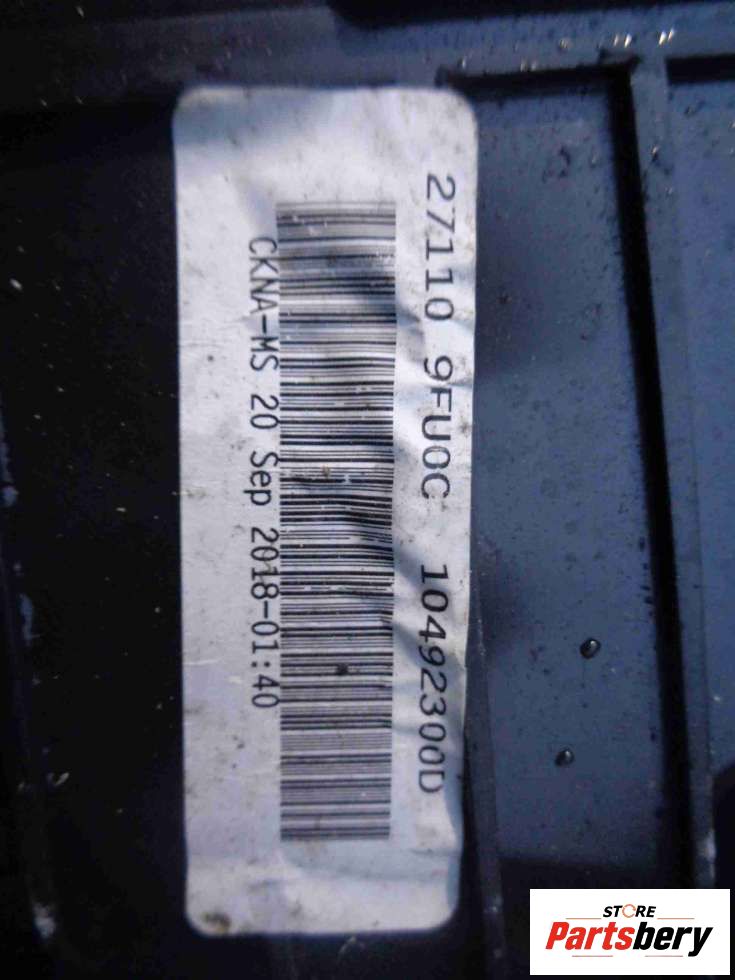 27110 9FU0C 10492300D
CKNA-MS 20 Sep 2018-01:40
STORE
Partsbery